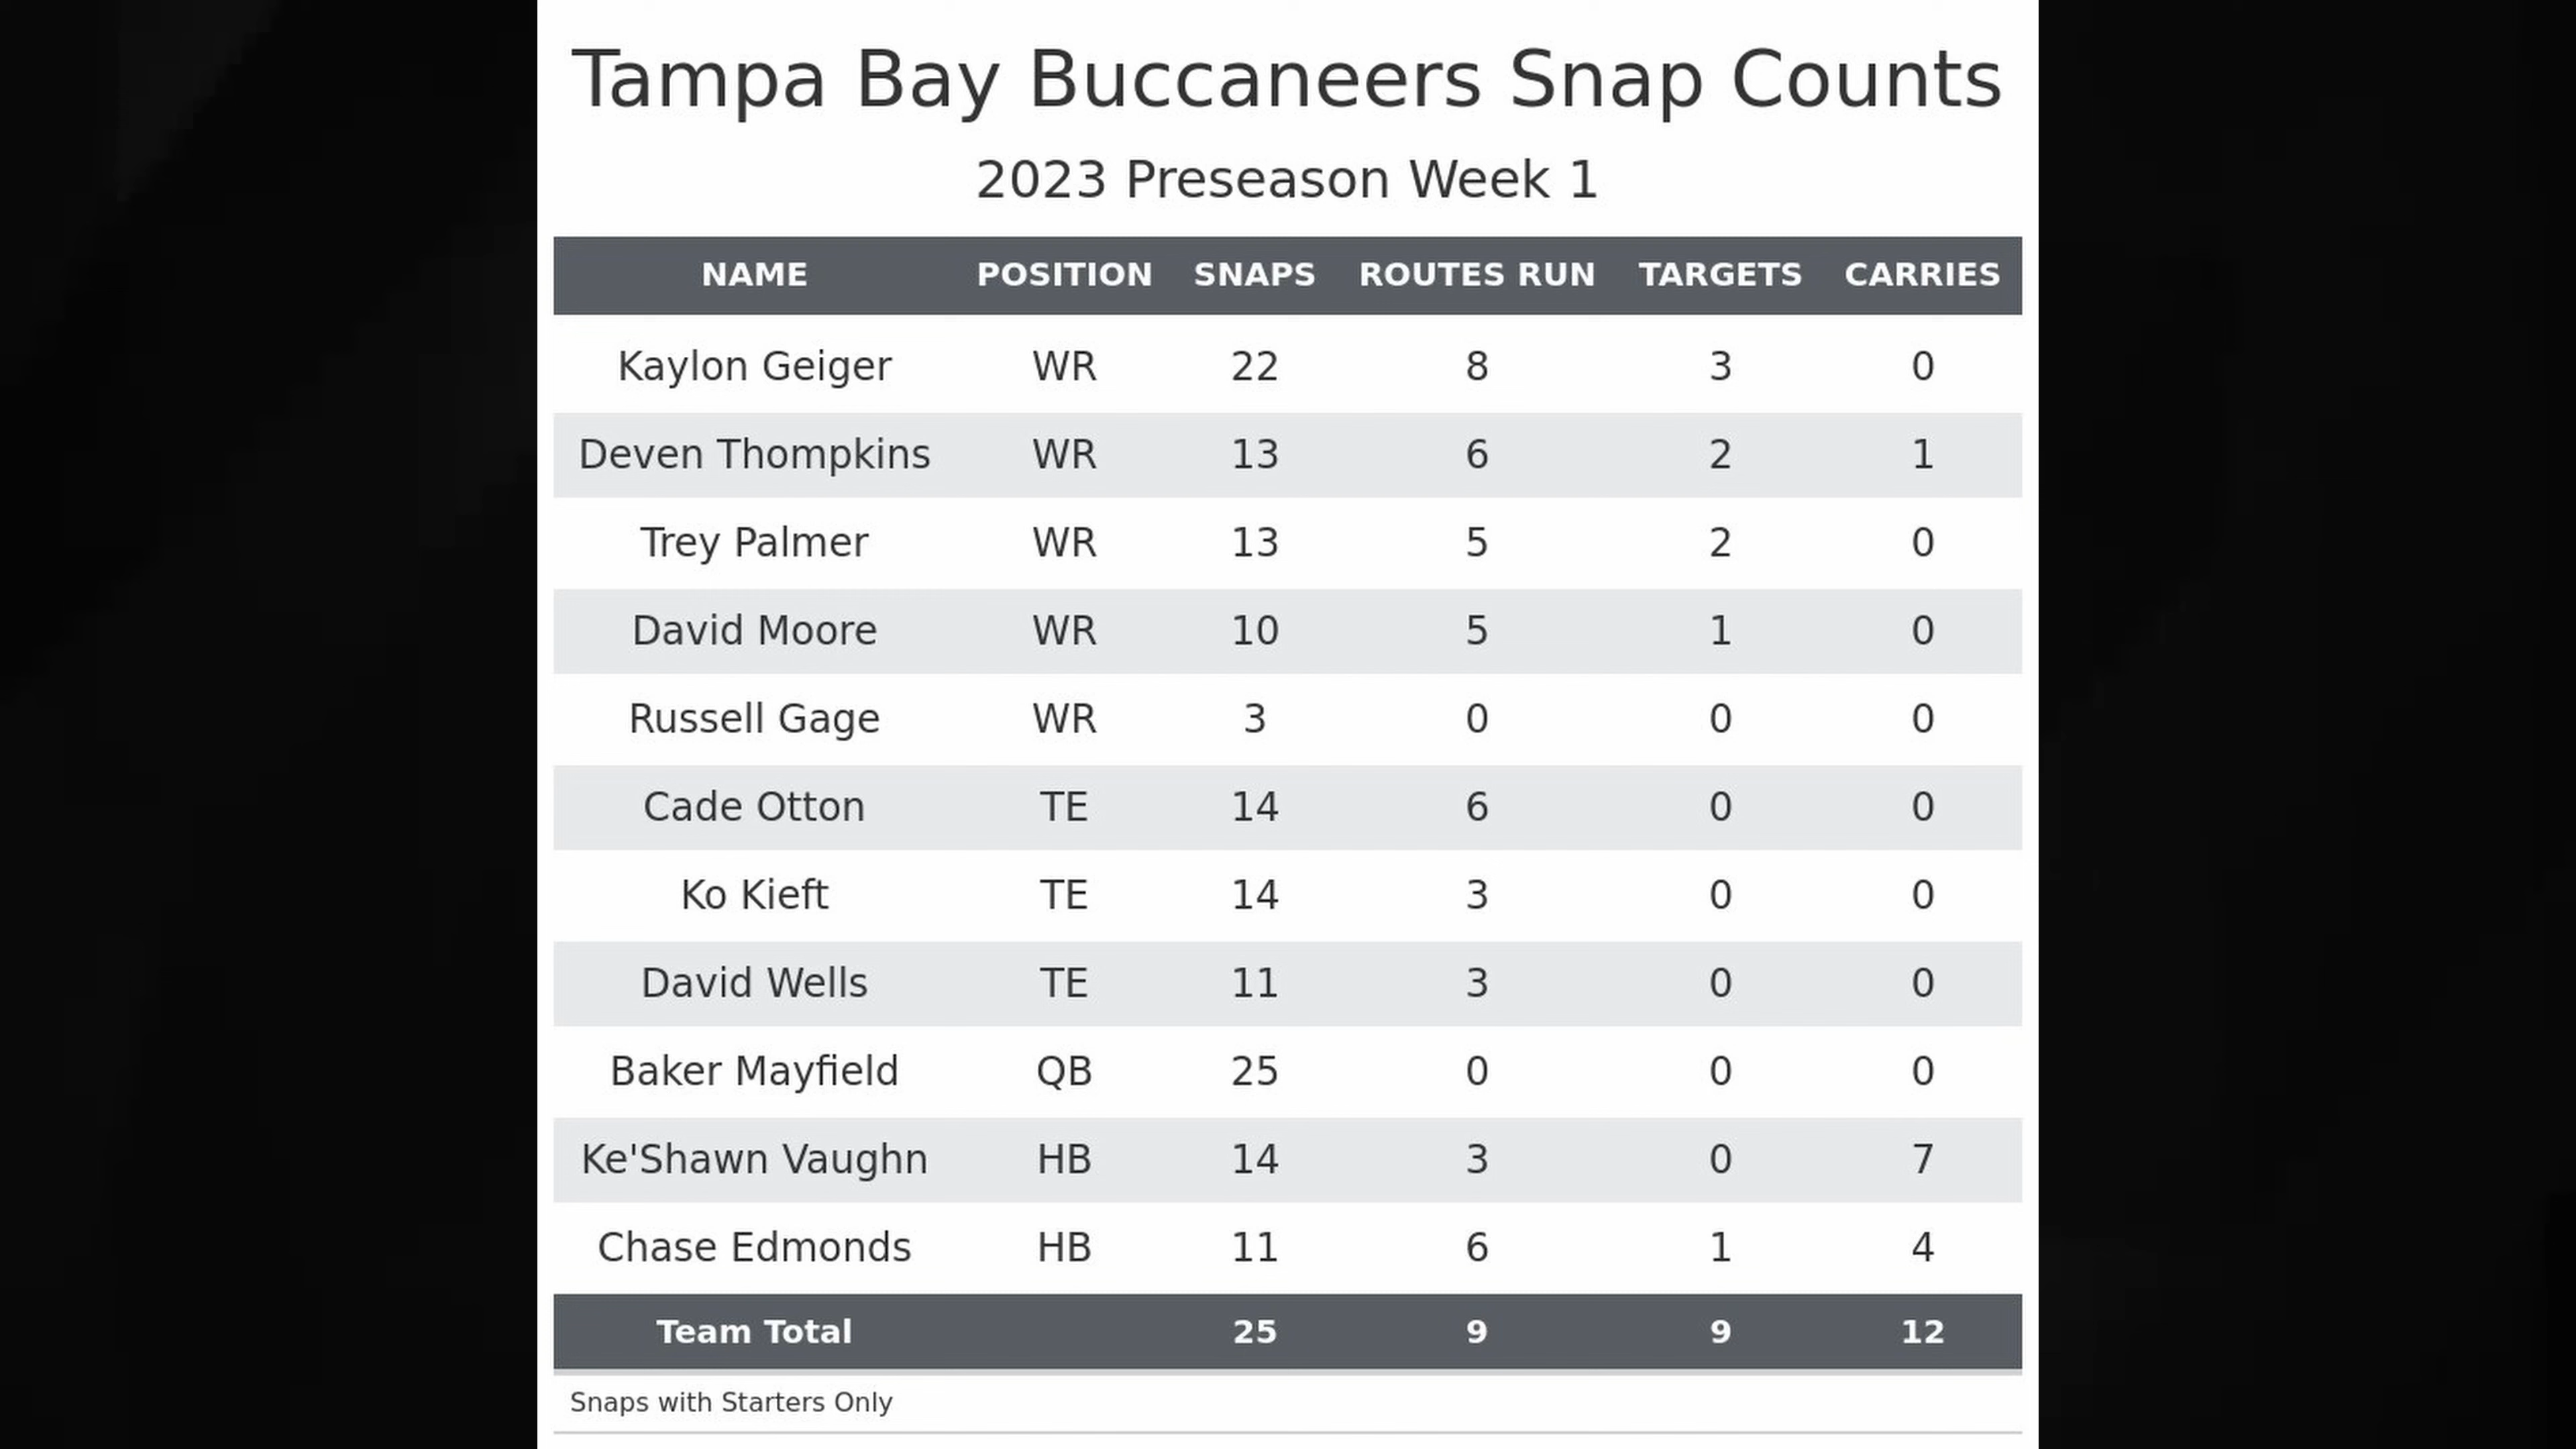 Tampa Bay Buccaneers Snap Counts
2023 Preseason Week 1
NAME POSITION SNAPS ROUTES RUN TARGETS CARRIES
Kaylon Geiger WR 22 8 3 0
Deven Thompkins WR 13 6 2 1
Trey Palmer WR 13 5 2 0
David Moore WR 10 5 1 0
Russell Gage WR 3 0 0 0
Cade Otton TE 14 6 0 0
Ko Kieft TE 14 3 0 0
David Wells TE 11 3 0 0
Baker Mayfield QB 25 0 0 0
Ke'Shawn Vaughn HB 14 3 0 7
Chase Edmonds HB 11 6 1 4
Team Total 25 9 9 12
Snaps with Starters Only